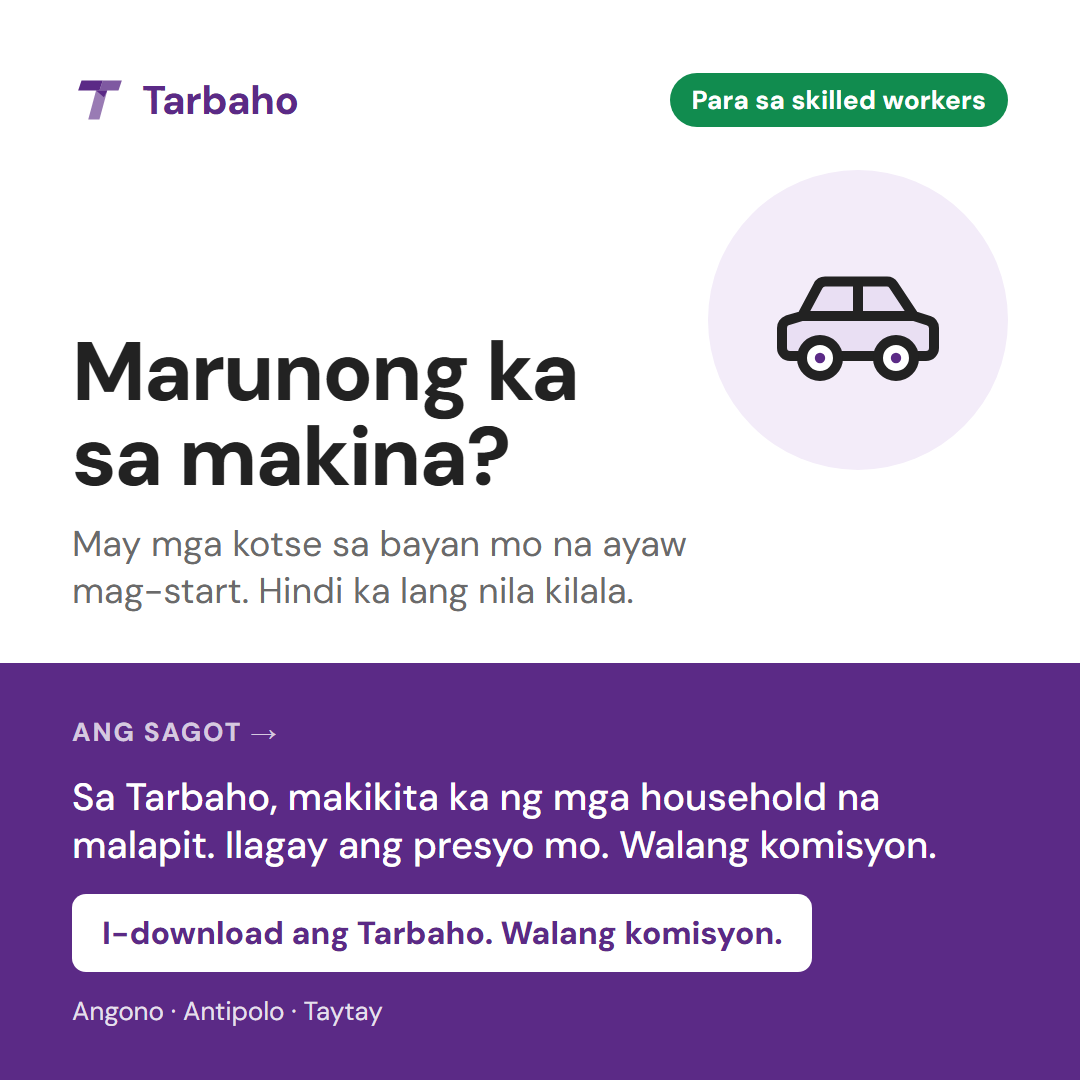 Tarbaho
Para sa skilled workers
Marunong ka
sa makina?
May mga kotse sa bayan mo na ayaw
mag-start. Hindi ka lang nila kilala.
ANG SAGOT →
Sa Tarbaho, makikita ka ng mga household na
malapit. Ilagay ang presyo mo. Walang komisyon.
I-download ang Tarbaho. Walang komisyon.
Angono · Antipolo · Taytay